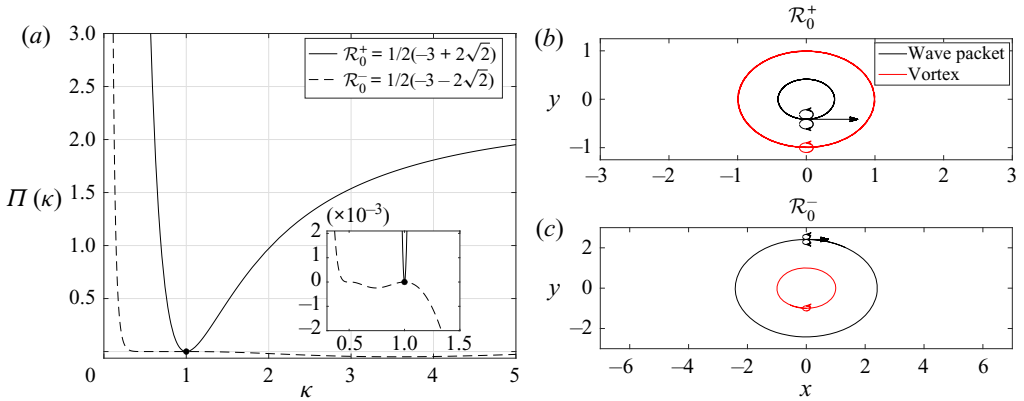 (a)
3.0
2.5
2.0
1.5
1.0
0.5
0
1
2
3
4
5
Π (κ)
κ
ℛ₀⁺ = 1/2(–3 + 2√2)
ℛ₀⁻ = 1/2(–3 – 2√2)
(×10⁻³)
2
1
0
−1
−2
0.5
1.0
1.5
(b)
ℛ₀⁺
Wave packet
Vortex
y
1
0
−1
−3
−2
−1
0
1
2
3
(c)
ℛ₀⁻
y
2
0
−2
−6
−4
−2
0
2
4
6
x